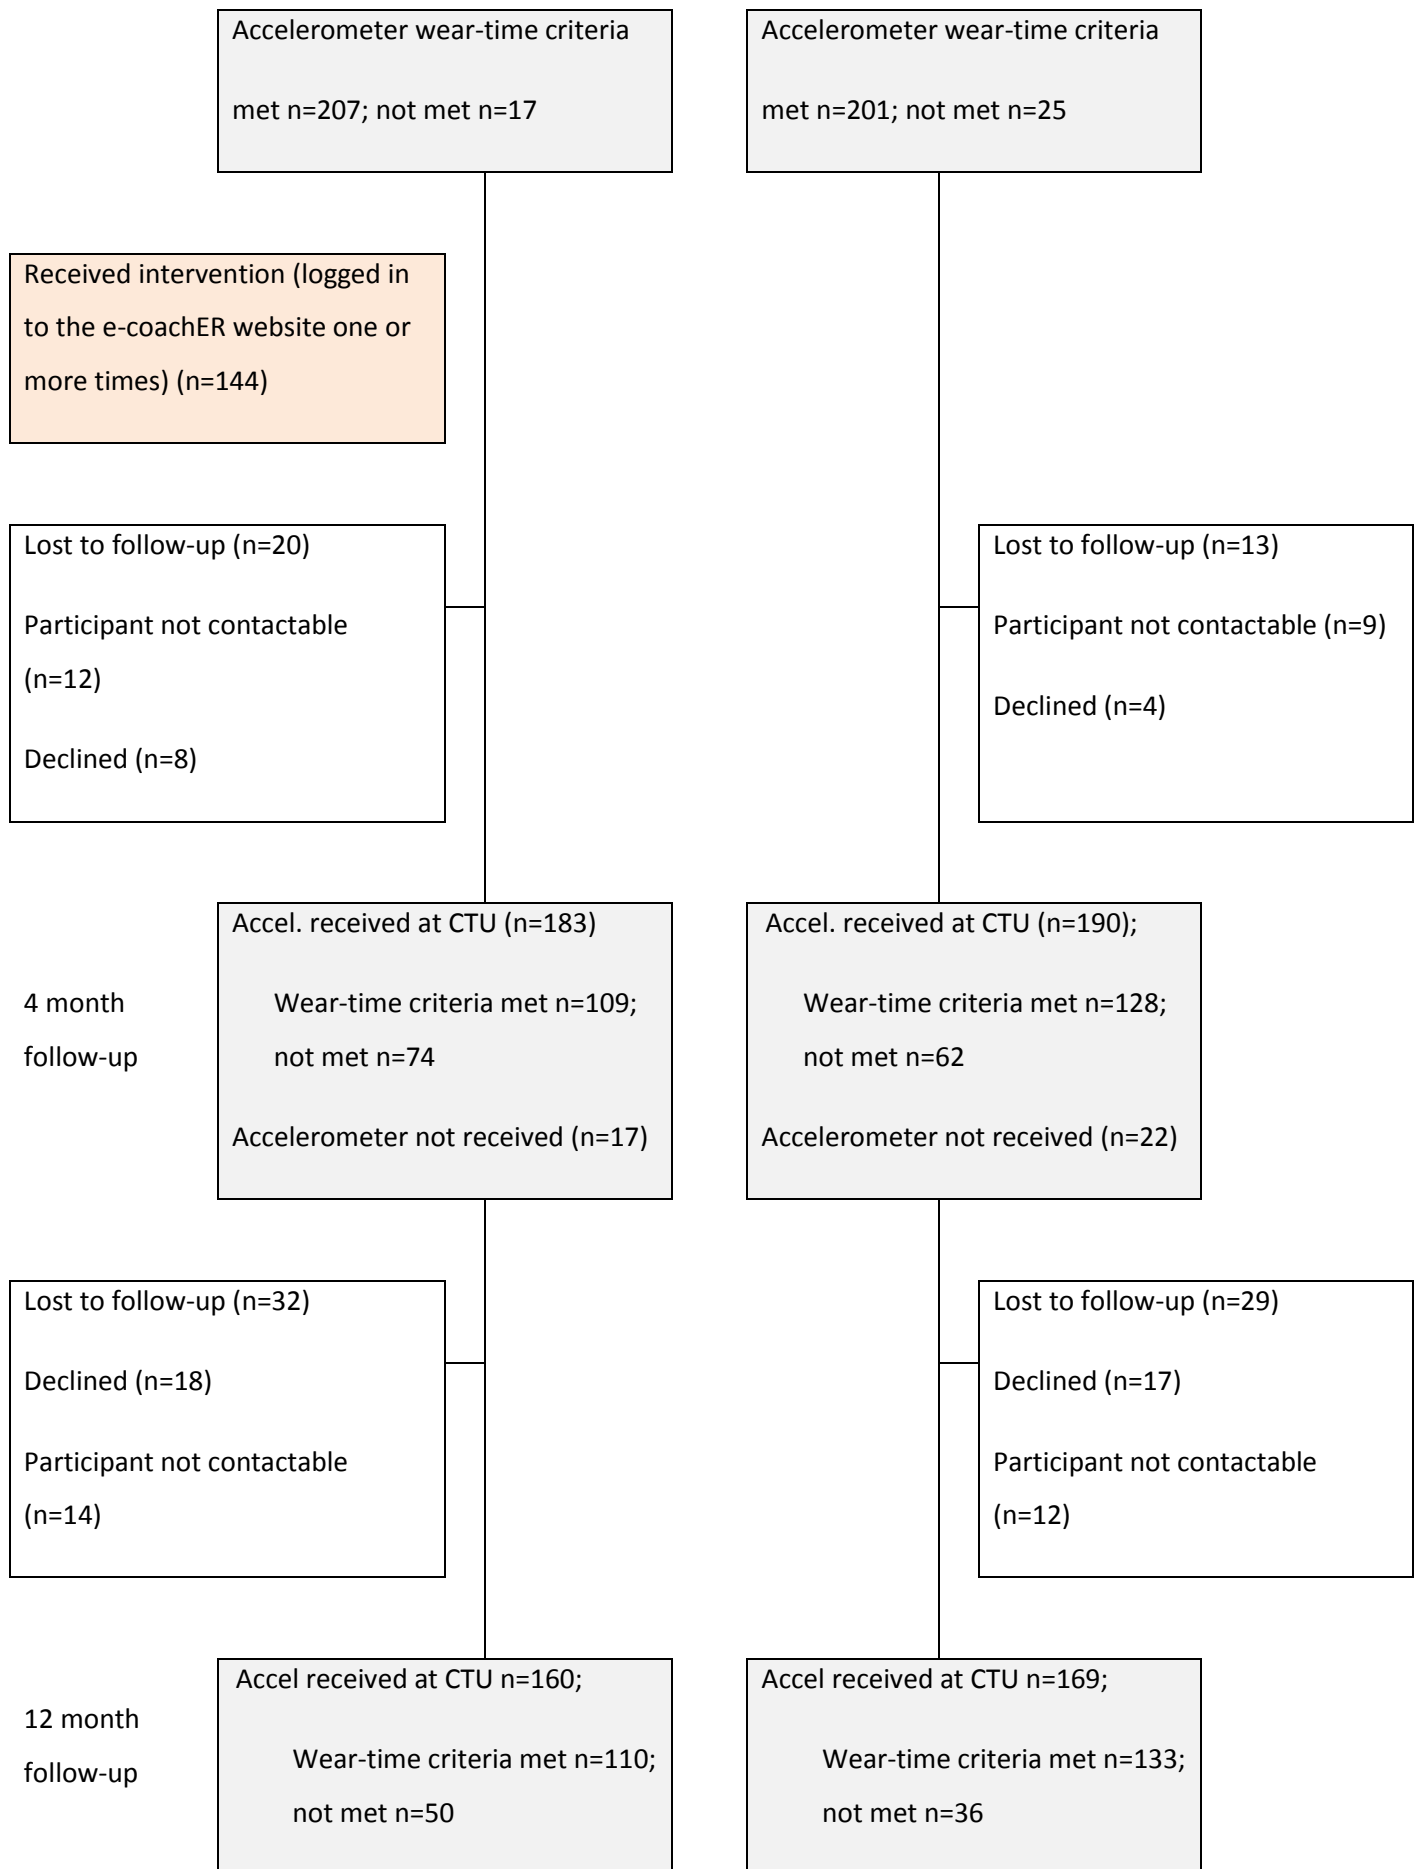 Accelerometer wear-time criteria
met n=207; not met n=17
Accelerometer wear-time criteria
met n=201; not met n=25
Received intervention (logged in
to the e-coachER website one or
more times) (n=144)
Lost to follow-up (n=20)
Participant not contactable
(n=12)
Declined (n=8)
Lost to follow-up (n=13)
Participant not contactable (n=9)
Declined (n=4)
4 month
follow-up
Accel. received at CTU (n=183)
Wear-time criteria met n=109;
not met n=74
Accelerometer not received (n=17)
Accel. received at CTU (n=190);
Wear-time criteria met n=128;
not met n=62
Accelerometer not received (n=22)
Lost to follow-up (n=32)
Declined (n=18)
Participant not contactable
(n=14)
Lost to follow-up (n=29)
Declined (n=17)
Participant not contactable
(n=12)
12 month
follow-up
Accel received at CTU n=160;
Wear-time criteria met n=110;
not met n=50
Accel received at CTU n=169;
Wear-time criteria met n=133;
not met n=36